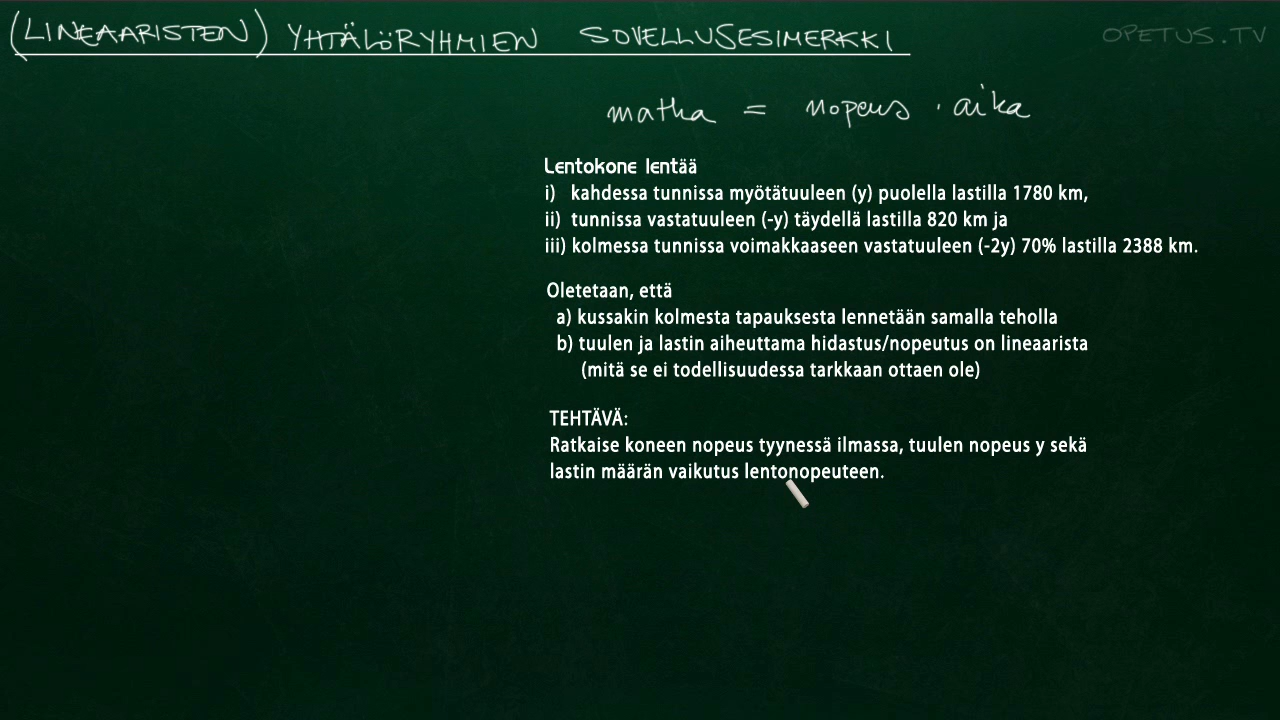 (LINEAARISTEN) YHTÄLÖRYHMIEN SOVELLUSESIMERKKI
OPETUS.TV
matka = nopeus · aika
Lentokone lentää
i) kahdessa tunnissa myötätuuleen (y) puolella lastilla 1780 km,
ii) tunnissa vastatuuleen (-y) täydellä lastilla 820 km ja
iii) kolmessa tunnissa voimakkaaseen vastatuuleen (-2y) 70% lastilla 2388 km.
Oletetaan, että
a) kussakin kolmesta tapauksesta lennetään samalla teholla
b) tuulen ja lastin aiheuttama hidastus/nopeutus on lineaarista
(mitä se ei todellisuudessa tarkkaan ottaen ole)
TEHTÄVÄ:
Ratkaise koneen nopeus tyynessä ilmassa, tuulen nopeus y sekä
lastin määrän vaikutus lentonopeuteen.